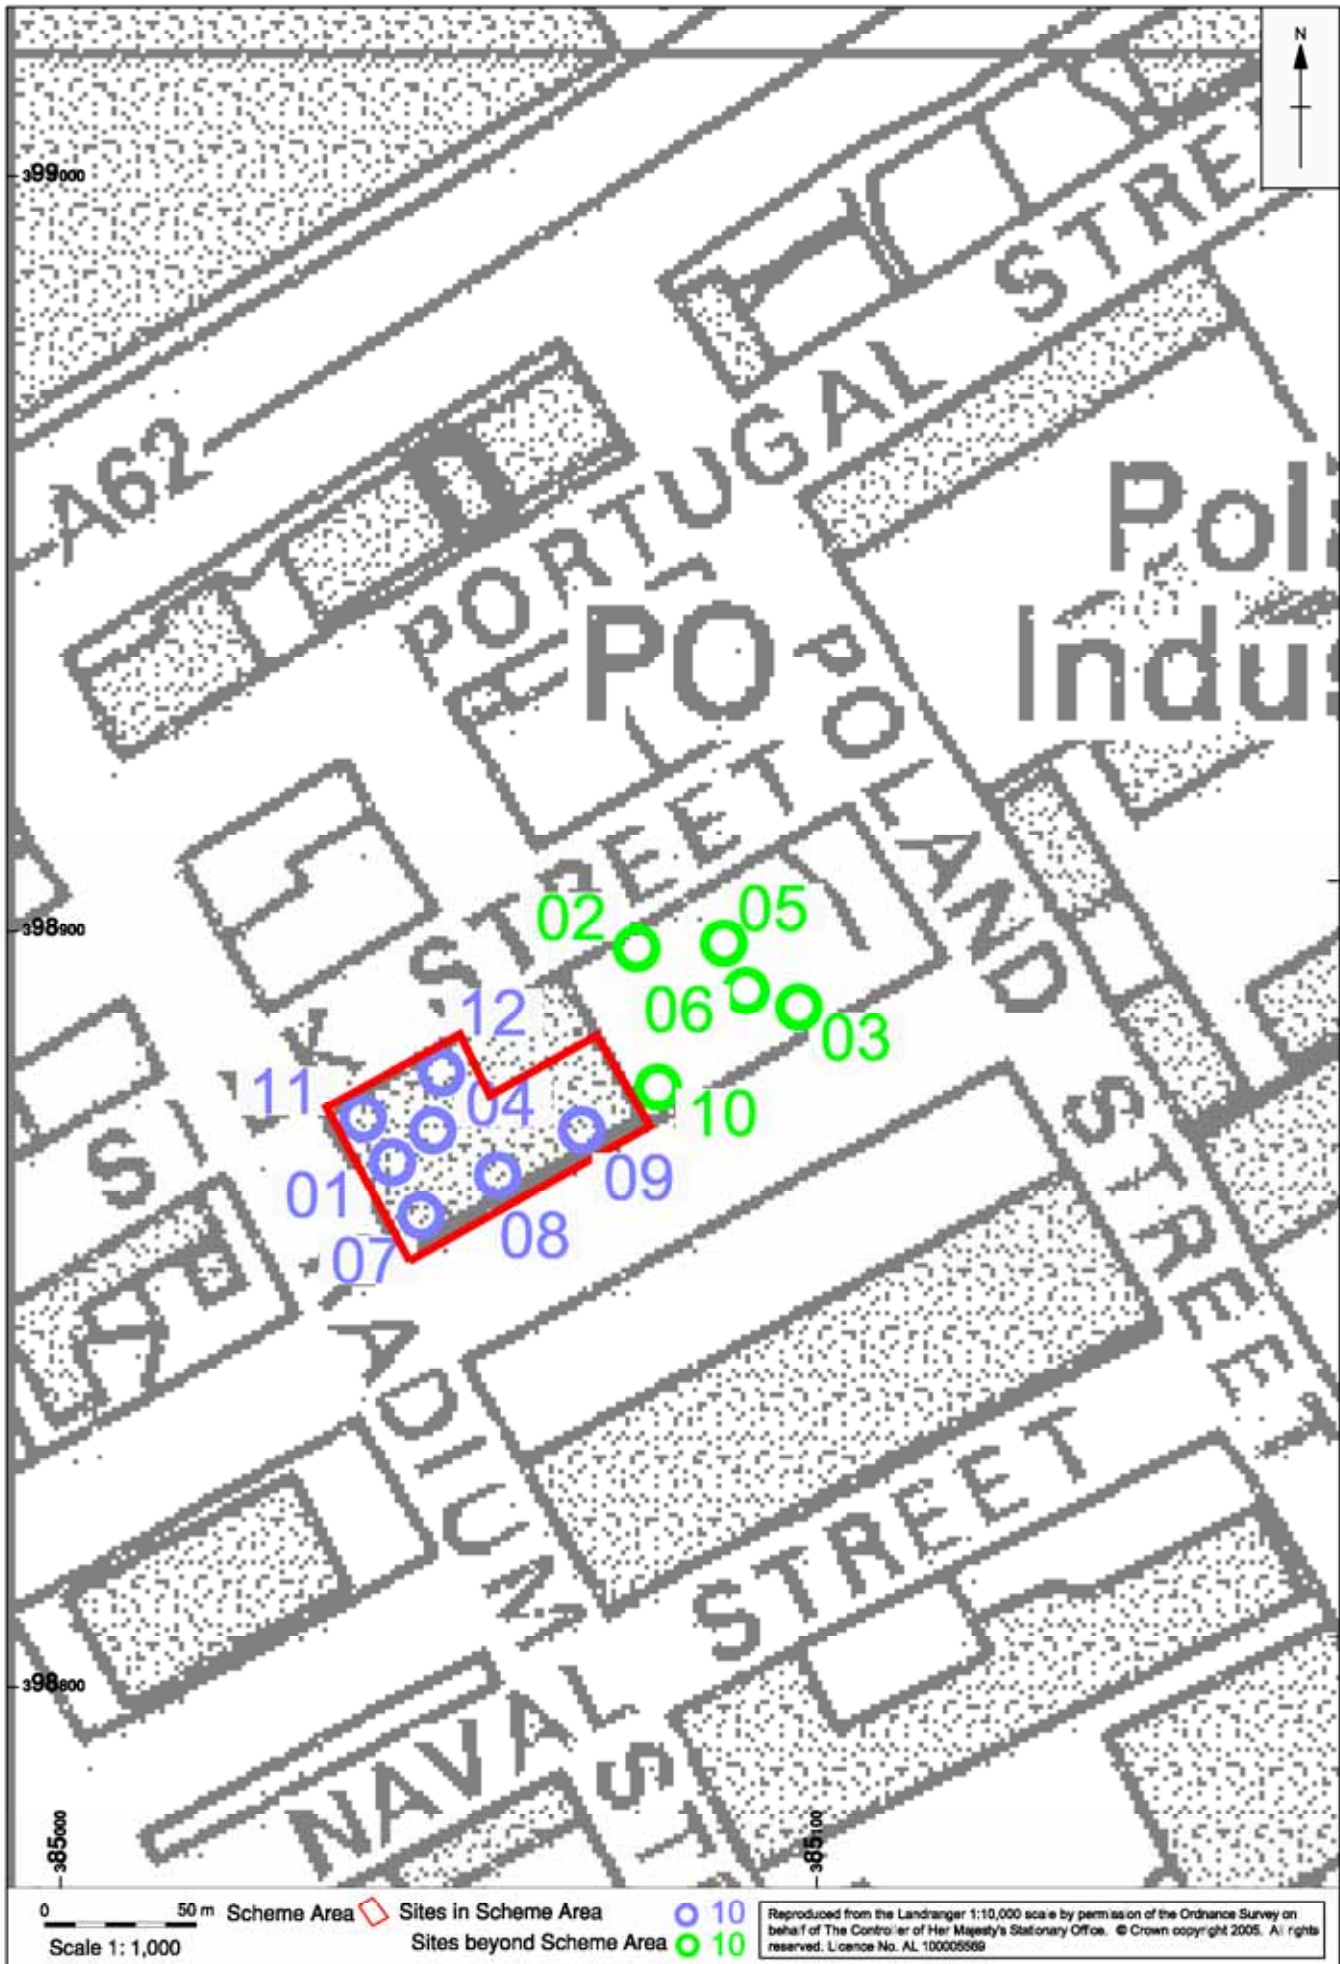 N
399000
A62
PORTUGAL STRE
Poli
Indus
PO
POLAND STREET
STREET
02
05
398900
06
03
12
K
11
04
10
S
01
09
08
07
RADIUM ST
STREET
398800
NAVAL
385000
385100
0 50 m
Scale 1: 1,000
Scheme Area
Sites in Scheme Area 10
Sites beyond Scheme Area 10
Reproduced from the Landranger 1:10,000 scale by permission of the Ordnance Survey on
behalf of The Controller of Her Majesty's Stationary Office. © Crown copyright 2005. All rights
reserved. Licence No. AL 100005569